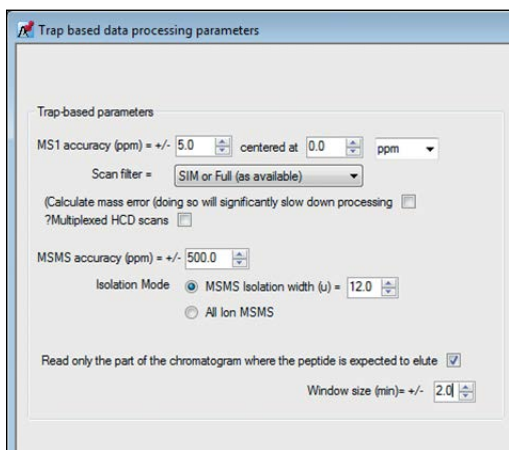 Trap based data processing parameters
Trap-based parameters
MS1 accuracy (ppm) = +/- 5.0 centered at 0.0 ppm
Scan filter = SIM or Full (as available)
(Calculate mass error (doing so will significantly slow down processing
?Multiplexed HCD scans
MSMS accuracy (ppm) = +/- 500.0
Isolation Mode MSMS Isolation width (u) = 12.0
All Ion MSMS
Read only the part of the chromatogram where the peptide is expected to elute
Window size (min)= +/- 2.0